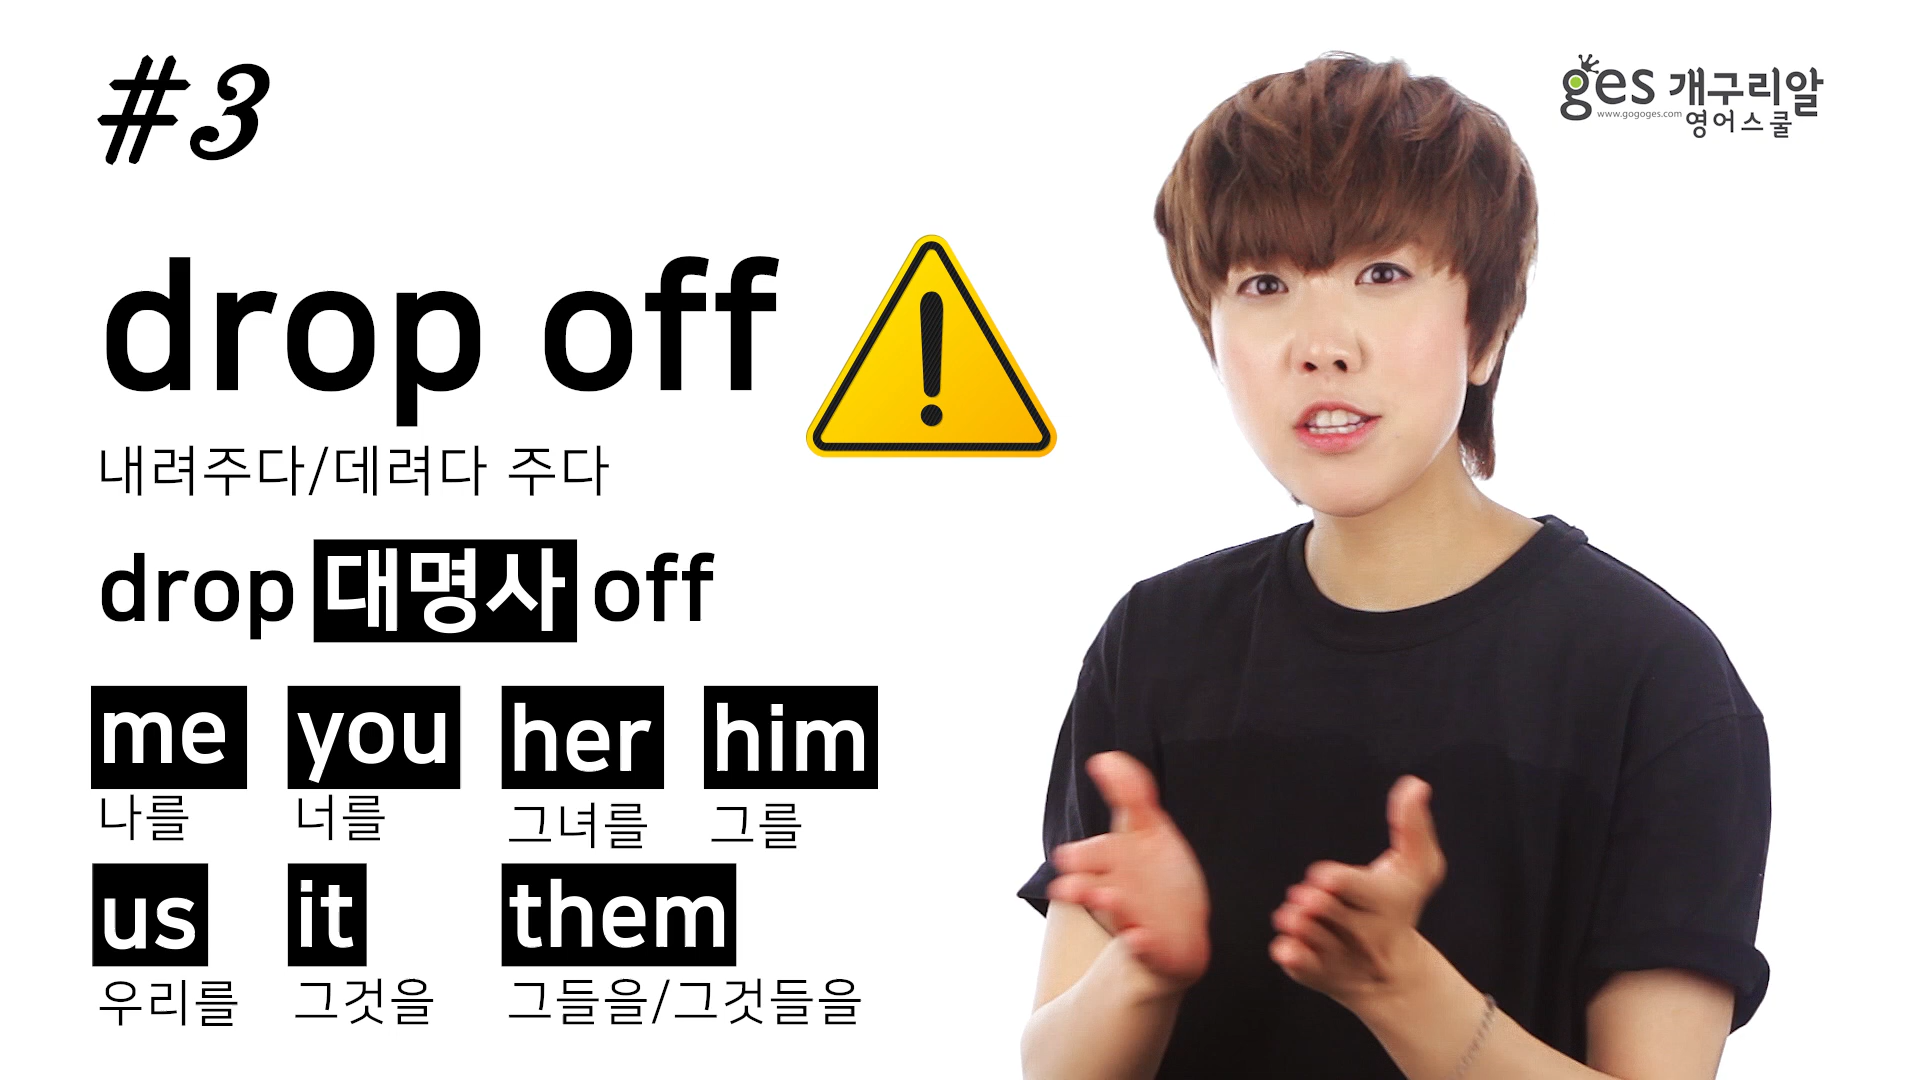 #3
ges 개구리알
www.gogoges.com 영어스쿨
drop off
내려주다/데려다 주다
drop 대명사 off
me you her him
나를 너를 그녀를 그를
us it them
우리를 그것을 그들을/그것들을